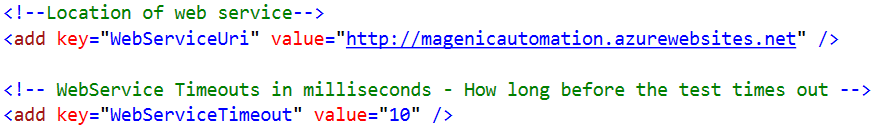 <!--Location of web service-->
<add key="WebServiceUri" value="http://magenicautomation.azurewebsites.net" />
<!-- WebService Timeouts in milliseconds - How long before the test times out -->
<add key="WebServiceTimeout" value="10" />